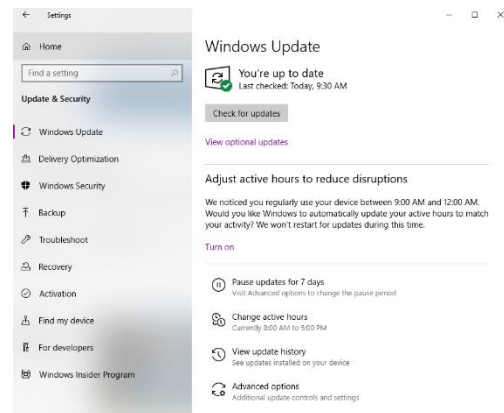 Settings
Home
Find a setting
Update & Security
Windows Update
Delivery Optimization
Windows Security
Backup
Troubleshoot
Recovery
Activation
Find my device
For developers
Windows Insider Program
Windows Update
You're up to date
Last checked: Today, 9:30 AM
Check for updates
View optional updates
Adjust active hours to reduce disruptions
We noticed you regularly use your device between 9:00 AM and 12:00 AM.
Would you like Windows to automatically update your active hours to match
your activity? We won't restart for updates during this time.
Turn on
Pause updates for 7 days
Visit Advanced options to change the pause period
Change active hours
Currently 8:00 AM to 5:00 PM
View update history
See updates installed on your device
Advanced options
Additional update controls and settings